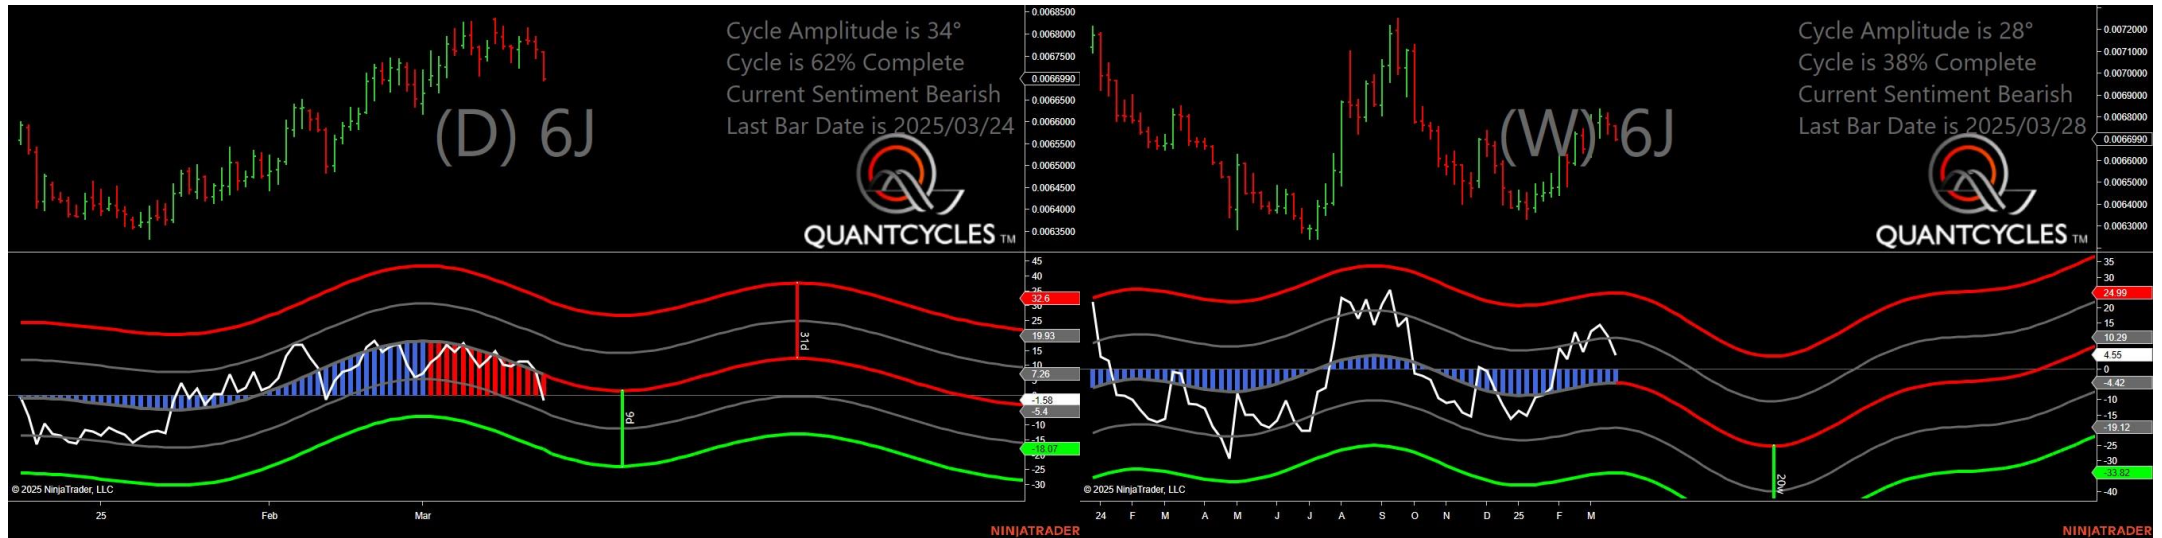 Cycle Amplitude is 34°
Cycle is 62% Complete
Current Sentiment Bearish
Last Bar Date is 2025/03/24
(D) 6J
QUANTCYCLES TM
0.0068500
0.0068000
0.0067500
0.0066990
0.0066500
0.0066000
0.0065500
0.0065000
0.0064500
0.0064000
0.0063500
45
40
32.6
30
25
19.93
15
10
7.26
-1.58
-5.4
-10
-15
-18.07
-25
-30
31d
9d
© 2025 NinjaTrader, LLC
25 Feb Mar
NINJATRADER
Cycle Amplitude is 28°
Cycle is 38% Complete
Current Sentiment Bearish
Last Bar Date is 2025/03/28
(W) 6J
QUANTCYCLES TM
0.0072000
0.0071000
0.0070000
0.0069000
0.0068000
0.0066990
0.0066000
0.0065000
0.0064000
0.0063000
35
30
24.99
20
15
10.29
4.55
0
-4.42
-10
-15
-19.12
-25
-30
-33.82
-40
20w
© 2025 NinjaTrader, LLC
24 F M A M J J A S O N D 25 F M
NINJATRADER